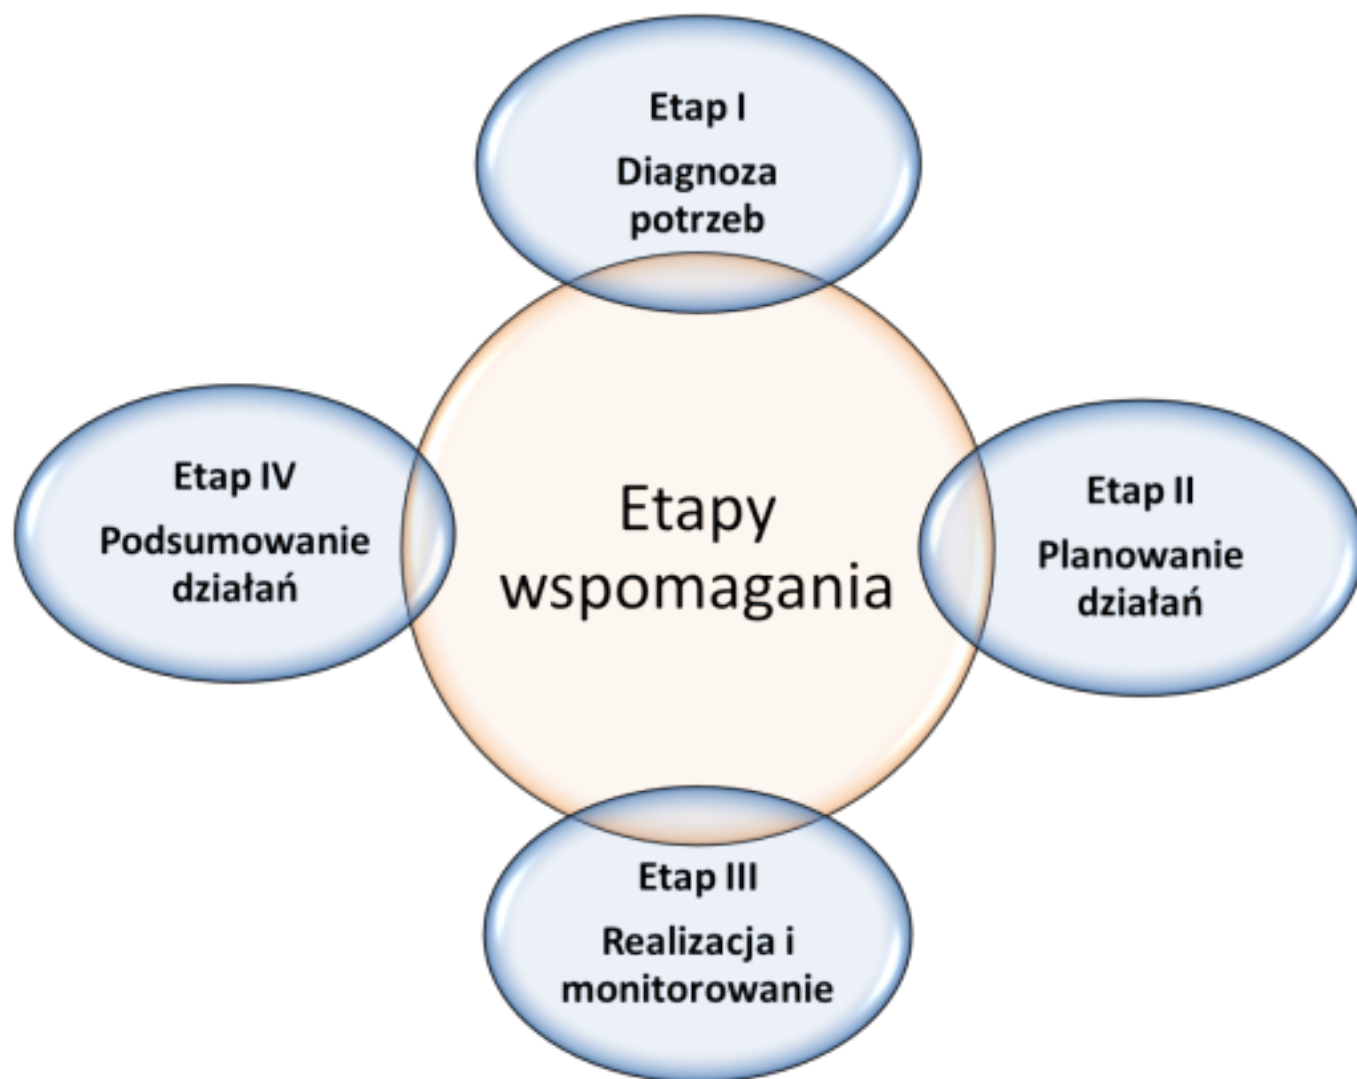 Etap I
Diagnoza
potrzeb
Etapy
wspomagania
Etap II
Planowanie
działań
Etap III
Realizacja i
monitorowanie
Etap IV
Podsumowanie
działań